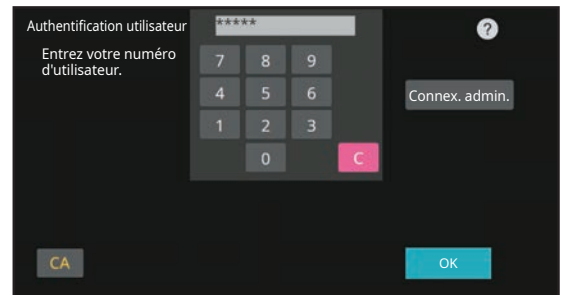 Authentification utilisateur
*****
?
Entrez votre numéro
d'utilisateur.
7 8 9
4 5 6
Connex. admin.
1 2 3
0 C
CA
OK